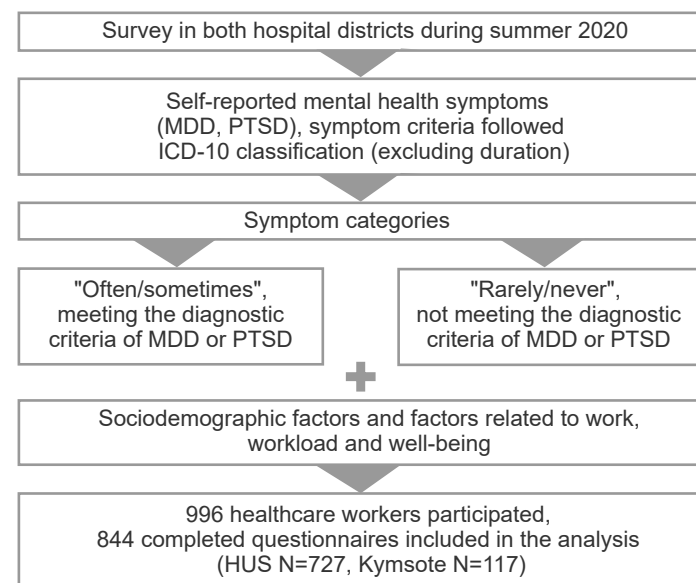 Survey in both hospital districts during summer 2020
Self-reported mental health symptoms
(MDD, PTSD), symptom criteria followed
ICD-10 classification (excluding duration)
Symptom categories
"Often/sometimes",
meeting the diagnostic
criteria of MDD or PTSD
"Rarely/never",
not meeting the diagnostic
criteria of MDD or PTSD
Sociodemographic factors and factors related to work,
workload and well-being
996 healthcare workers participated,
844 completed questionnaires included in the analysis
(HUS N=727, Kymsote N=117)